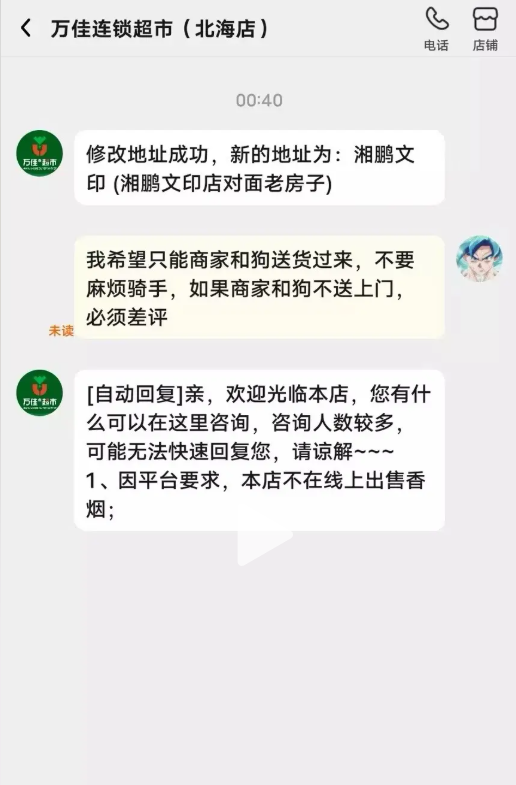 万佳连锁超市（北海店）
电话
店铺
00:40
万佳超市
修改地址成功，新的地址为：湘鹏文
印 (湘鹏文印店对面老房子)
我希望只能商家和狗送货过来，不要
麻烦骑手，如果商家和狗不送上门，
必须差评
未读
万佳超市
[自动回复]亲，欢迎光临本店，您有什
么可以在这里咨询，咨询人数较多，
可能无法快速回复您，请谅解~~~
1、因平台要求，本店不在线上出售香
烟；